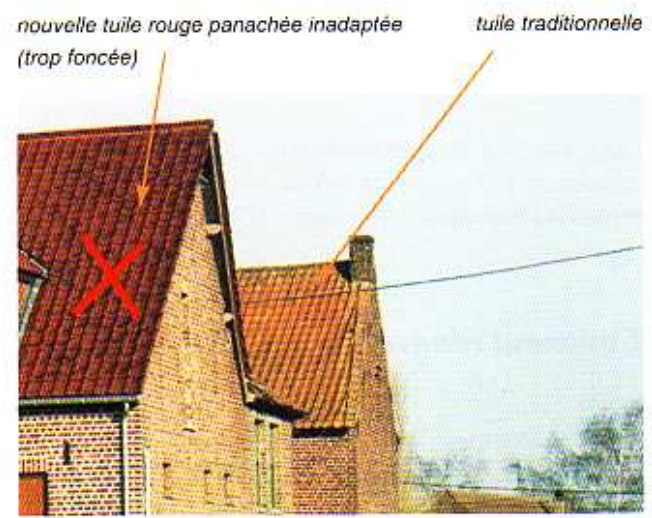 nouvelle tuile rouge panachée inadaptée
(trop foncée)
tuile traditionnelle